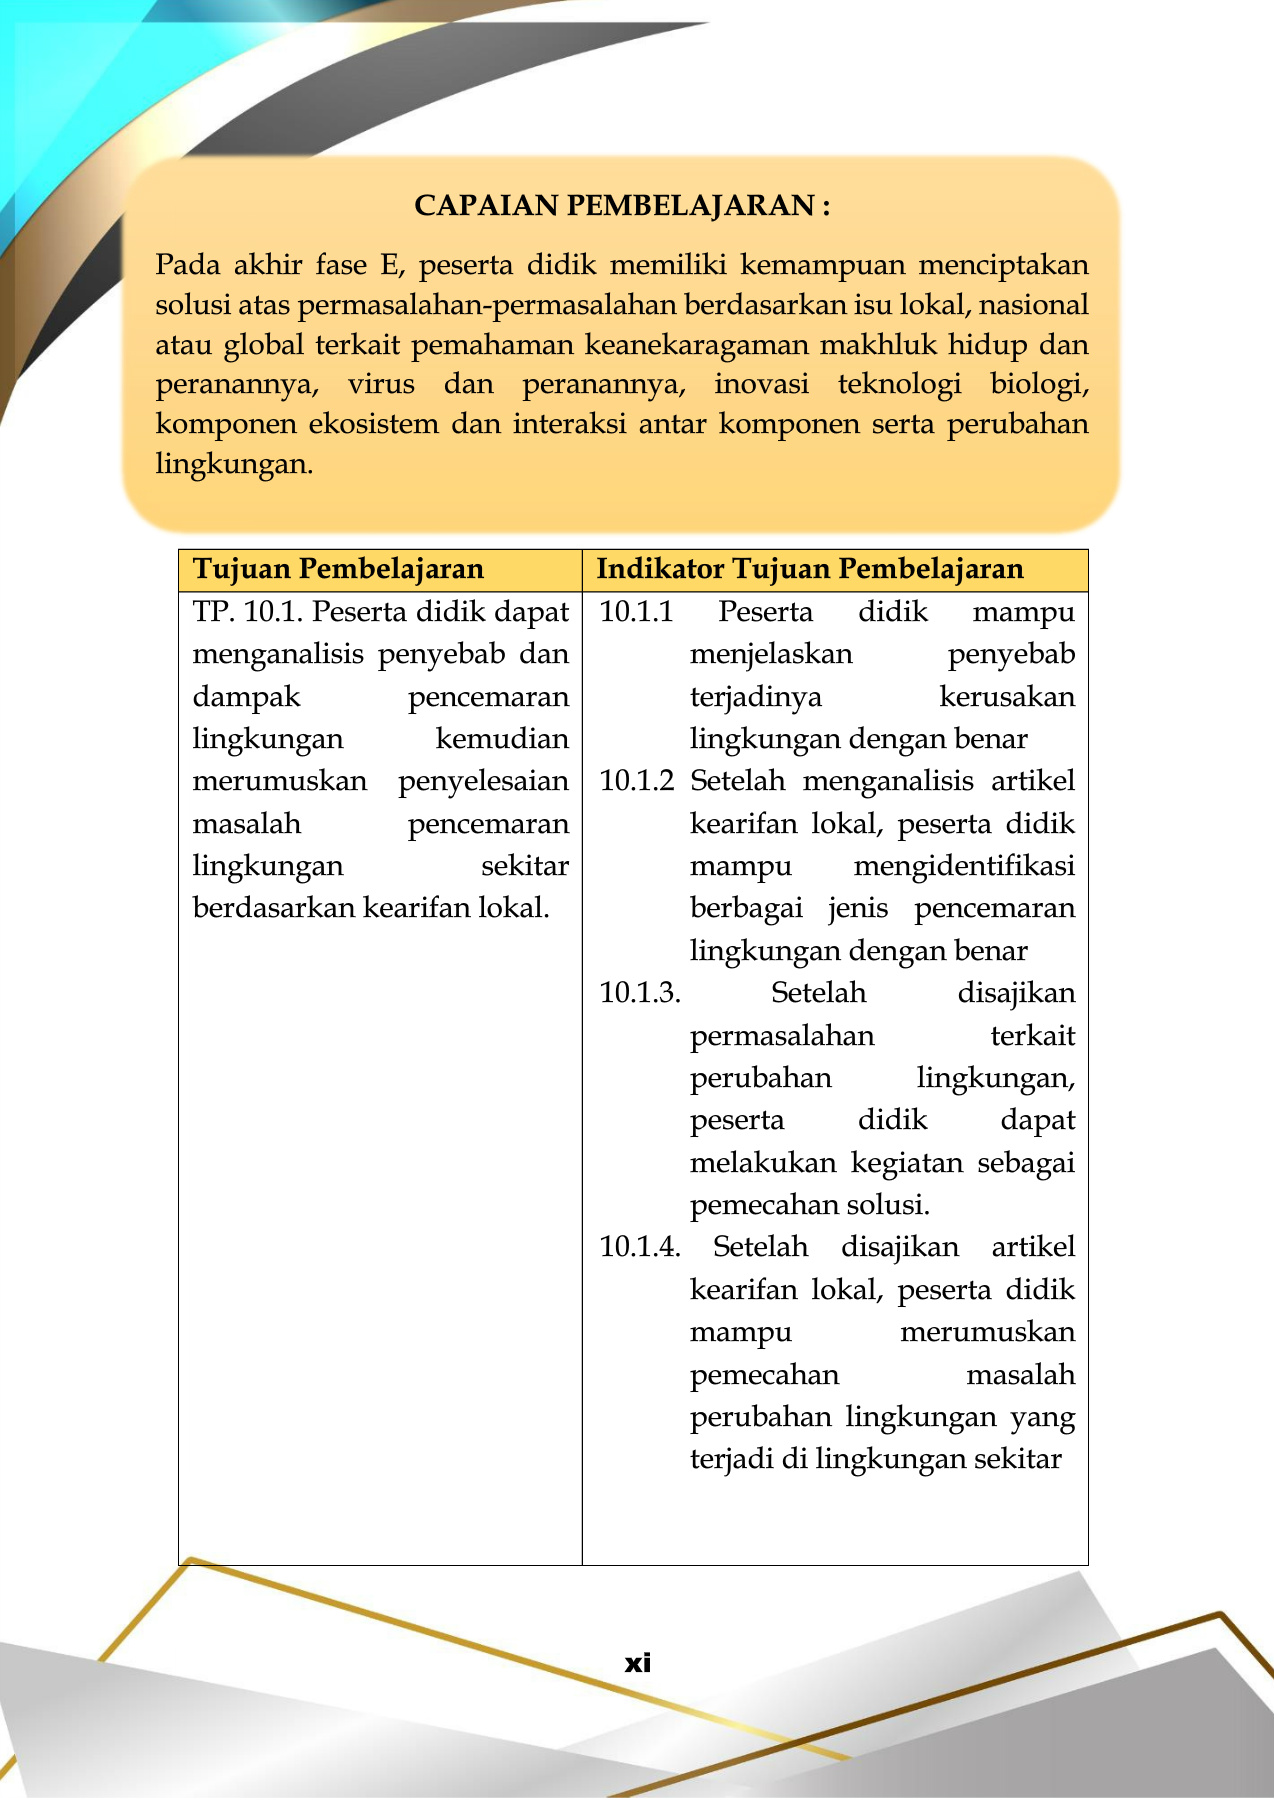 CAPAIAN PEMBELAJARAN :
Pada akhir fase E, peserta didik memiliki kemampuan menciptakan
solusi atas permasalahan-permasalahan berdasarkan isu lokal, nasional
atau global terkait pemahaman keanekaragaman makhluk hidup dan
peranannya, virus dan peranannya, inovasi teknologi biologi,
komponen ekosistem dan interaksi antar komponen serta perubahan
lingkungan.
Tujuan Pembelajaran
TP. 10.1. Peserta didik dapat
menganalisis penyebab dan
dampak pencemaran
lingkungan kemudian
merumuskan penyelesaian
masalah pencemaran
lingkungan sekitar
berdasarkan kearifan lokal.
Indikator Tujuan Pembelajaran
10.1.1 Peserta didik mampu
menjelaskan penyebab
terjadinya kerusakan
lingkungan dengan benar
10.1.2 Setelah menganalisis artikel
kearifan lokal, peserta didik
mampu mengidentifikasi
berbagai jenis pencemaran
lingkungan dengan benar
10.1.3. Setelah disajikan
permasalahan terkait
perubahan lingkungan,
peserta didik dapat
melakukan kegiatan sebagai
pemecahan solusi.
10.1.4. Setelah disajikan artikel
kearifan lokal, peserta didik
mampu merumuskan
pemecahan masalah
perubahan lingkungan yang
terjadi di lingkungan sekitar
xi